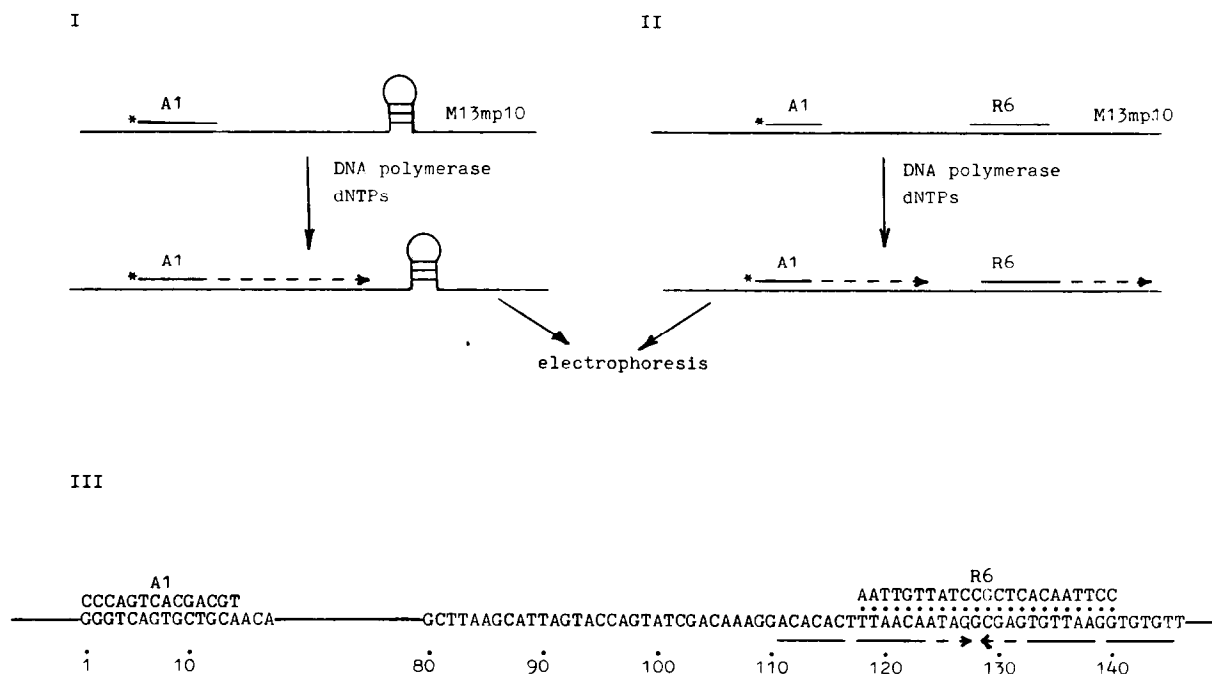 I
II
A1
M13mp10
A1
R6
M13mp10
*
*
DNA polymerase
dNTPs
DNA polymerase
dNTPs
A1
A1
R6
*
*
electrophoresis
III
A1
R6
CCCAGTCACGACGT
AATTGTTATCCGCTCACAATTCC
GGGTCAGTGCTGCAACA
GCTTAAGCATTAGTACCAGTATCGACAAAGGACACACTTTAACAATAGGCGAGTGTTAAGGTGTGTT
1 10 80 90 100 110 120 130 140